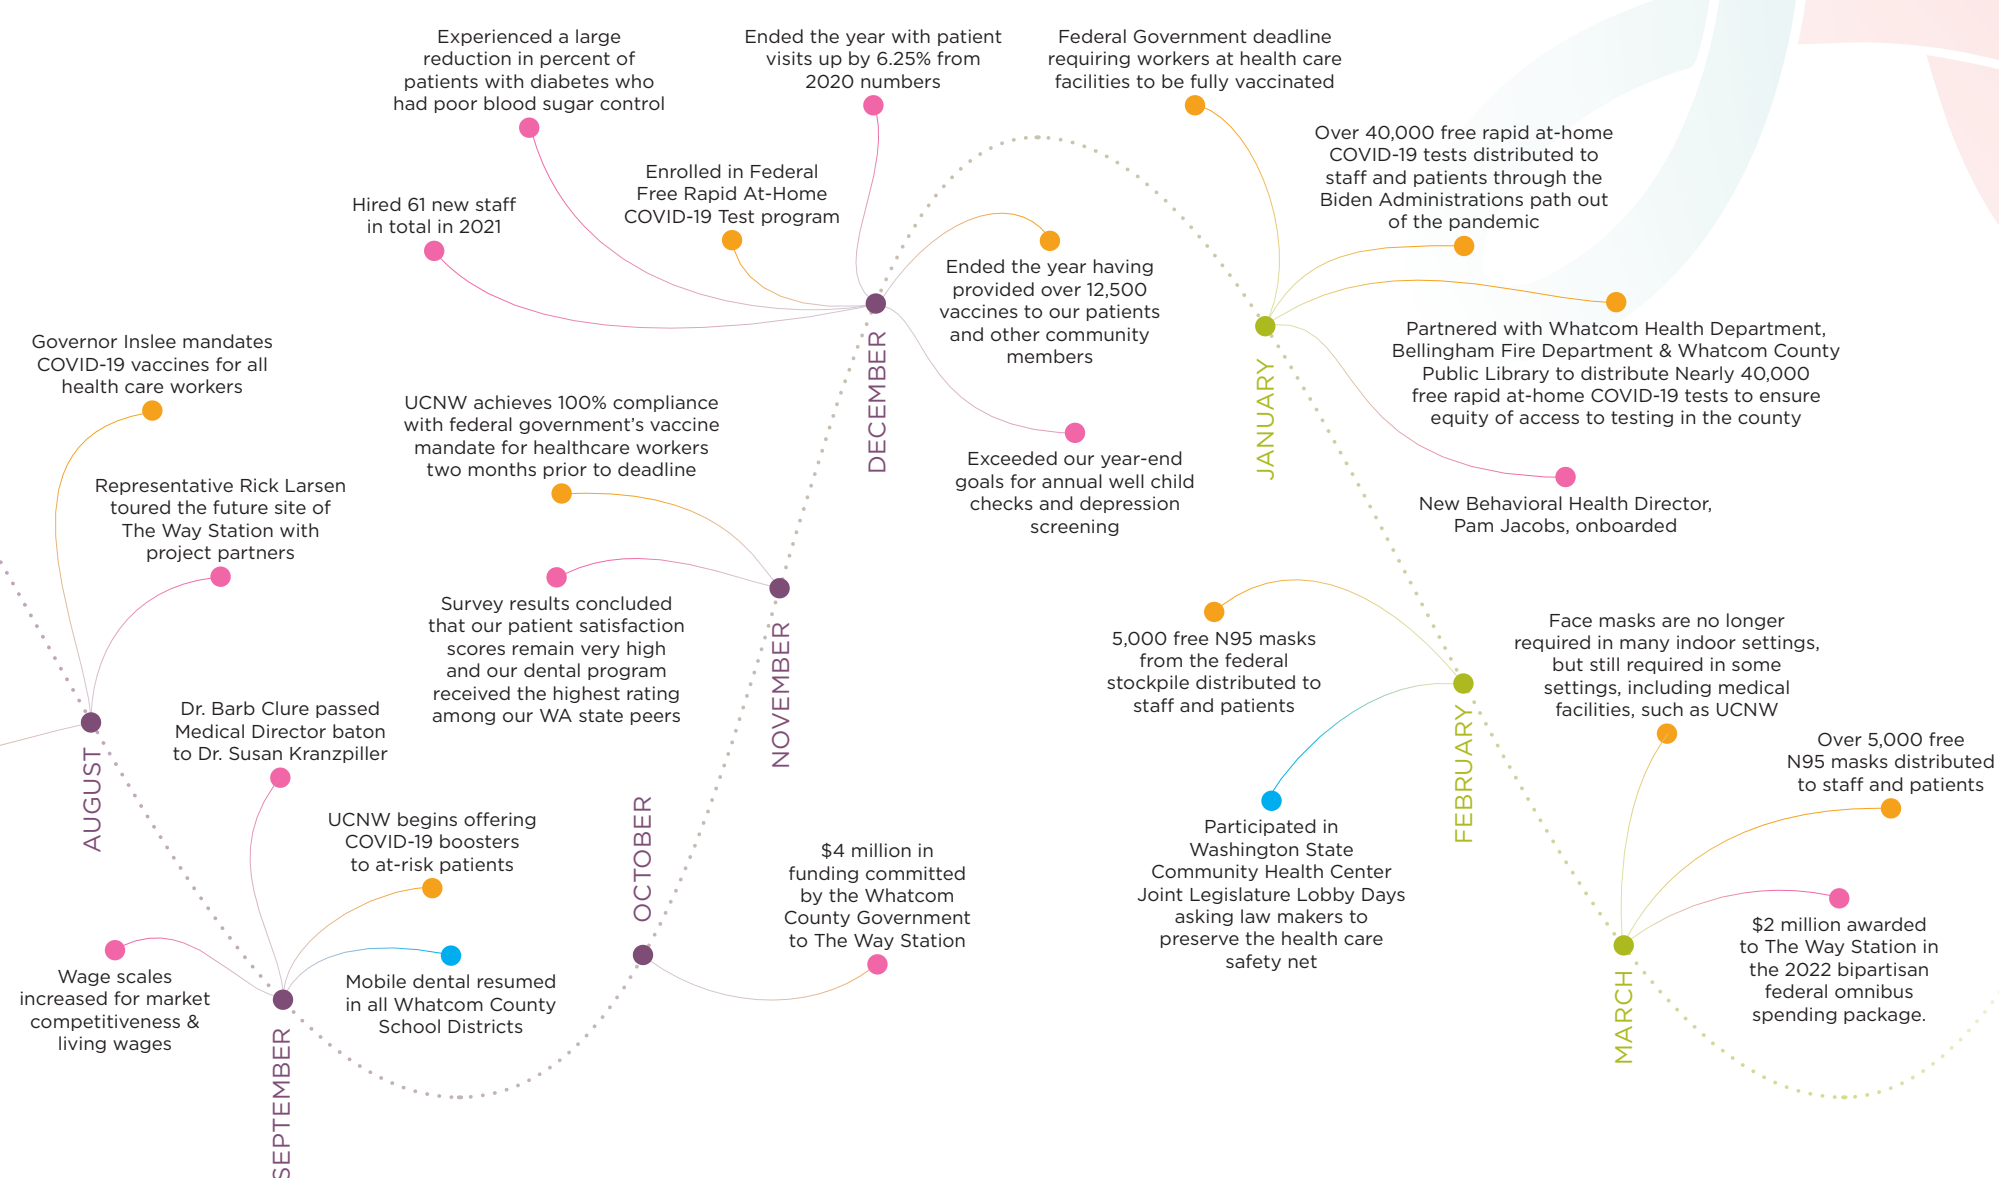 Governor Inslee mandates
COVID-19 vaccines for all
health care workers
Representative Rick Larsen
toured the future site of
The Way Station with
project partners
AUGUST
Dr. Barb Clure passed
Medical Director baton
to Dr. Susan Kranzpiller
UCNW begins offering
COVID-19 boosters
to at-risk patients
Mobile dental resumed
in all Whatcom County
School Districts
Wage scales
increased for market
competitiveness &
living wages
SEPTEMBER
OCTOBER
$4 million in
funding committed
by the Whatcom
County Government
to The Way Station
UCNW achieves 100% compliance
with federal government’s vaccine
mandate for healthcare workers
two months prior to deadline
Survey results concluded
that our patient satisfaction
scores remain very high
and our dental program
received the highest rating
among our WA state peers
NOVEMBER
Hired 61 new staff
in total in 2021
Experienced a large
reduction in percent of
patients with diabetes who
had poor blood sugar control
Enrolled in Federal
Free Rapid At-Home
COVID-19 Test program
Ended the year with patient
visits up by 6.25% from
2020 numbers
Ended the year having
provided over 12,500
vaccines to our patients
and other community
members
Exceeded our year-end
goals for annual well child
checks and depression
screening
DECEMBER
Federal Government deadline
requiring workers at health care
facilities to be fully vaccinated
Over 40,000 free rapid at-home
COVID-19 tests distributed to
staff and patients through the
Biden Administrations path out
of the pandemic
Partnered with Whatcom Health Department,
Bellingham Fire Department & Whatcom County
Public Library to distribute Nearly 40,000
free rapid at-home COVID-19 tests to ensure
equity of access to testing in the county
New Behavioral Health Director,
Pam Jacobs, onboarded
JANUARY
5,000 free N95 masks
from the federal
stockpile distributed to
staff and patients
Participated in
Washington State
Community Health Center
Joint Legislature Lobby Days
asking law makers to
preserve the health care
safety net
FEBRUARY
Face masks are no longer
required in many indoor settings,
but still required in some
settings, including medical
facilities, such as UCNW
Over 5,000 free
N95 masks distributed
to staff and patients
$2 million awarded
to The Way Station in
the 2022 bipartisan
federal omnibus
spending package.
MARCH